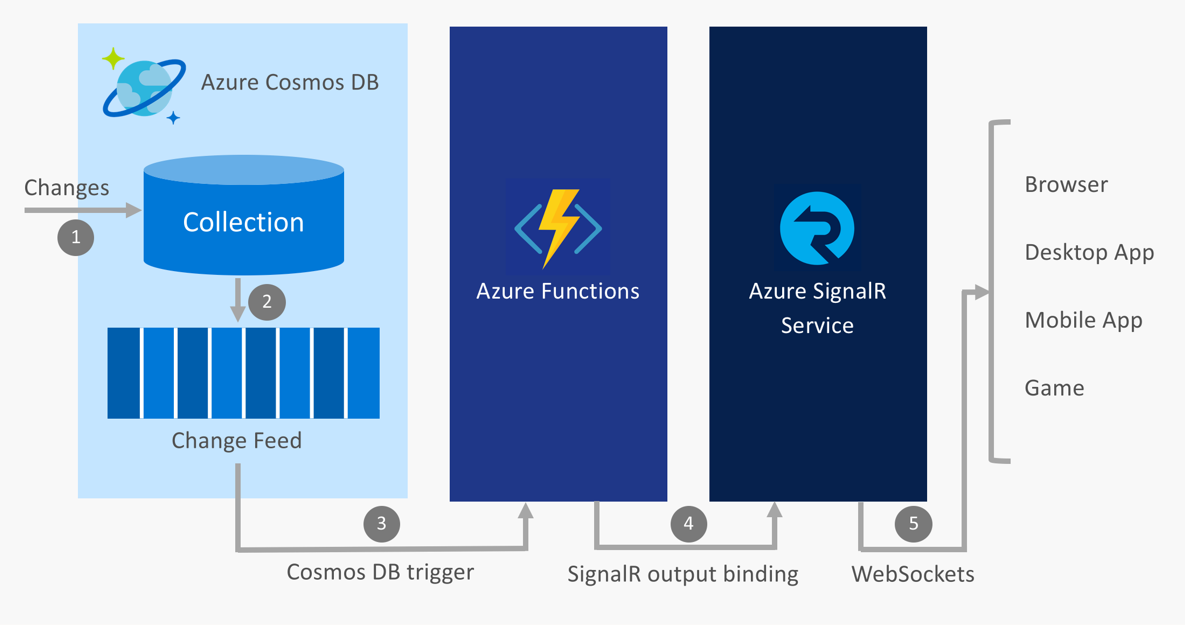 Azure Cosmos DB
Changes
1
Collection
2
Change Feed
3
Cosmos DB trigger
Azure Functions
4
SignalR output binding
Azure SignalR
Service
5
WebSockets
Browser
Desktop App
Mobile App
Game